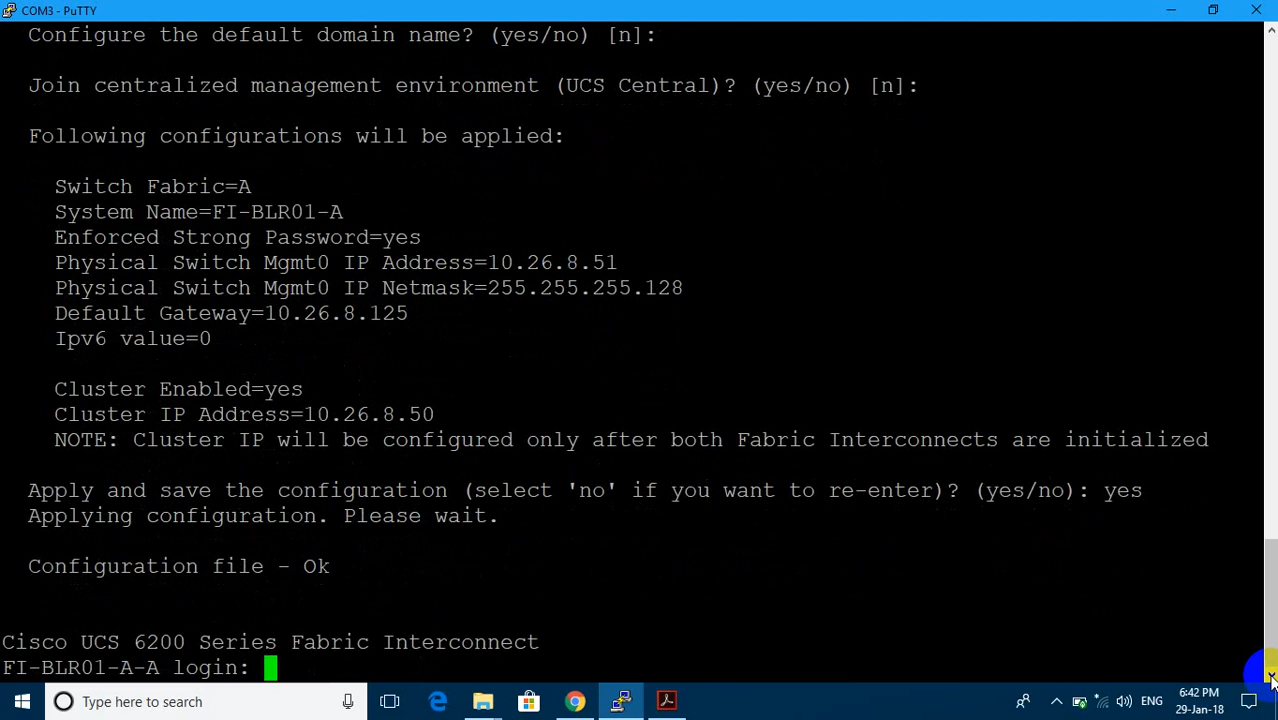 COM3 - PuTTY
Configure the default domain name? (yes/no) [n]:
Join centralized management environment (UCS Central)? (yes/no) [n]:
Following configurations will be applied:
Switch Fabric=A
System Name=FI-BLR01-A
Enforced Strong Password=yes
Physical Switch Mgmt0 IP Address=10.26.8.51
Physical Switch Mgmt0 IP Netmask=255.255.255.128
Default Gateway=10.26.8.125
Ipv6 value=0
Cluster Enabled=yes
Cluster IP Address=10.26.8.50
NOTE: Cluster IP will be configured only after both Fabric Interconnects are initialized
Apply and save the configuration (select 'no' if you want to re-enter)? (yes/no): yes
Applying configuration. Please wait.
Configuration file - Ok
Cisco UCS 6200 Series Fabric Interconnect
FI-BLR01-A-A login:
Type here to search
ENG
6:42 PM
29-Jan-18